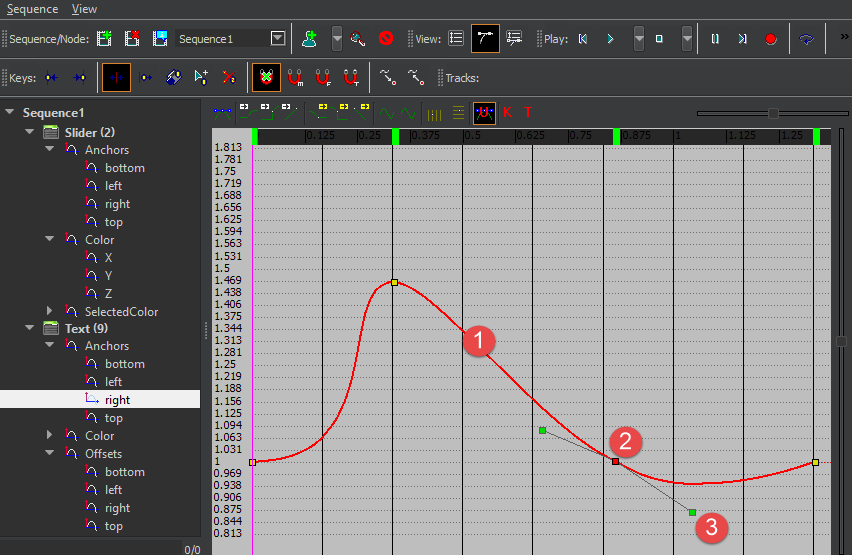 Sequence View
Sequence/Node: Sequence1 View: Play: »
Keys: M F T Tracks:
K T
Sequence1
Slider (2)
Anchors
bottom
left
right
top
Color
X
Y
Z
SelectedColor
Text (9)
Anchors
bottom
left
right
top
Color
Offsets
bottom
left
right
top
0/0
0.125 0.25 0.375 0.5 0.625 0.75 0.875 1 1.125 1.25
1.813
1.781
1.75
1.719
1.688
1.656
1.625
1.594
1.563
1.531
1.5
1.469
1.438
1.406
1.375
1.344
1.313
1.281
1.25
1.219
1.188
1.156
1.125
1.094
1.063
1.031
1
0.969
0.938
0.906
0.875
0.844
0.813
1
2
3